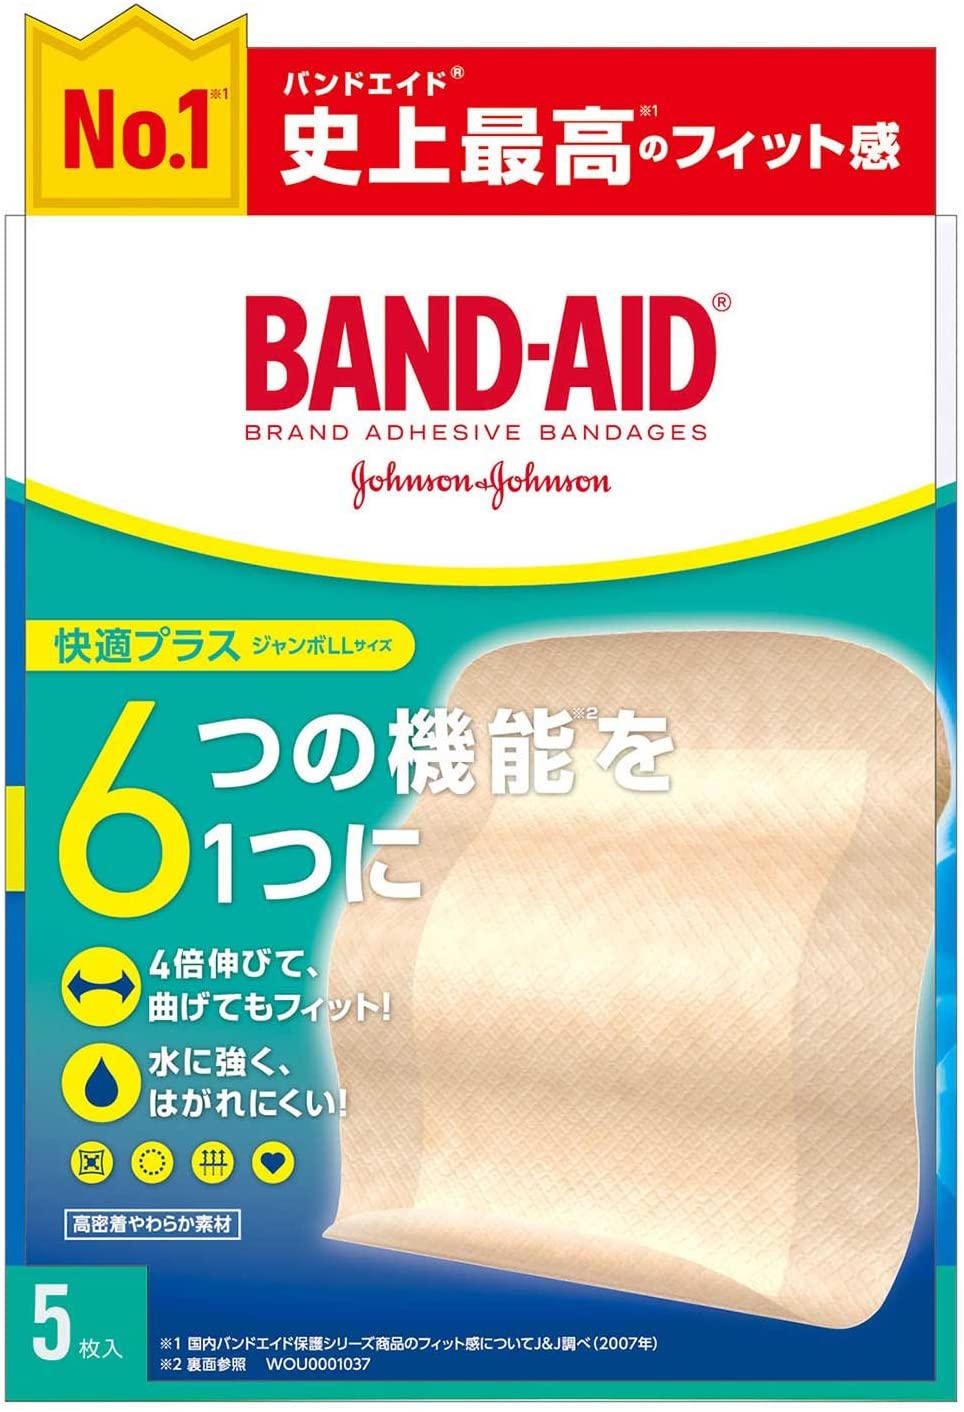 No.1※1
バンドエイド®
史上最高※1のフィット感
BAND-AID®
BRAND ADHESIVE BANDAGES
Johnson&Johnson
快適プラス ジャンボLLサイズ
6つの機能※2を
1つに
4倍伸びて、
曲げてもフィット!
水に強く、
はがれにくい!
高密着やわらか素材
5枚入
※1 国内バンドエイド保護シリーズ商品のフィット感についてJ&J調べ(2007年)
※2 裏面参照 WOU0001037